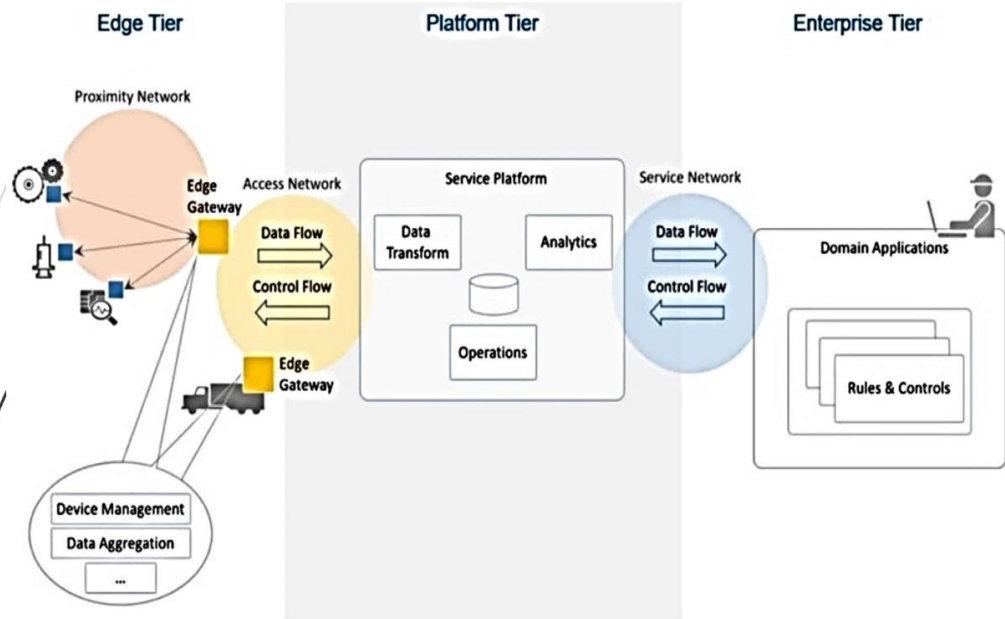 Edge Tier
Platform Tier
Enterprise Tier
Proximity Network
Edge
Gateway
Access Network
Data Flow
Control Flow
Edge
Gateway
Device Management
Data Aggregation
...
Service Platform
Data
Transform
Analytics
Operations
Service Network
Data Flow
Control Flow
Domain Applications
Rules & Controls